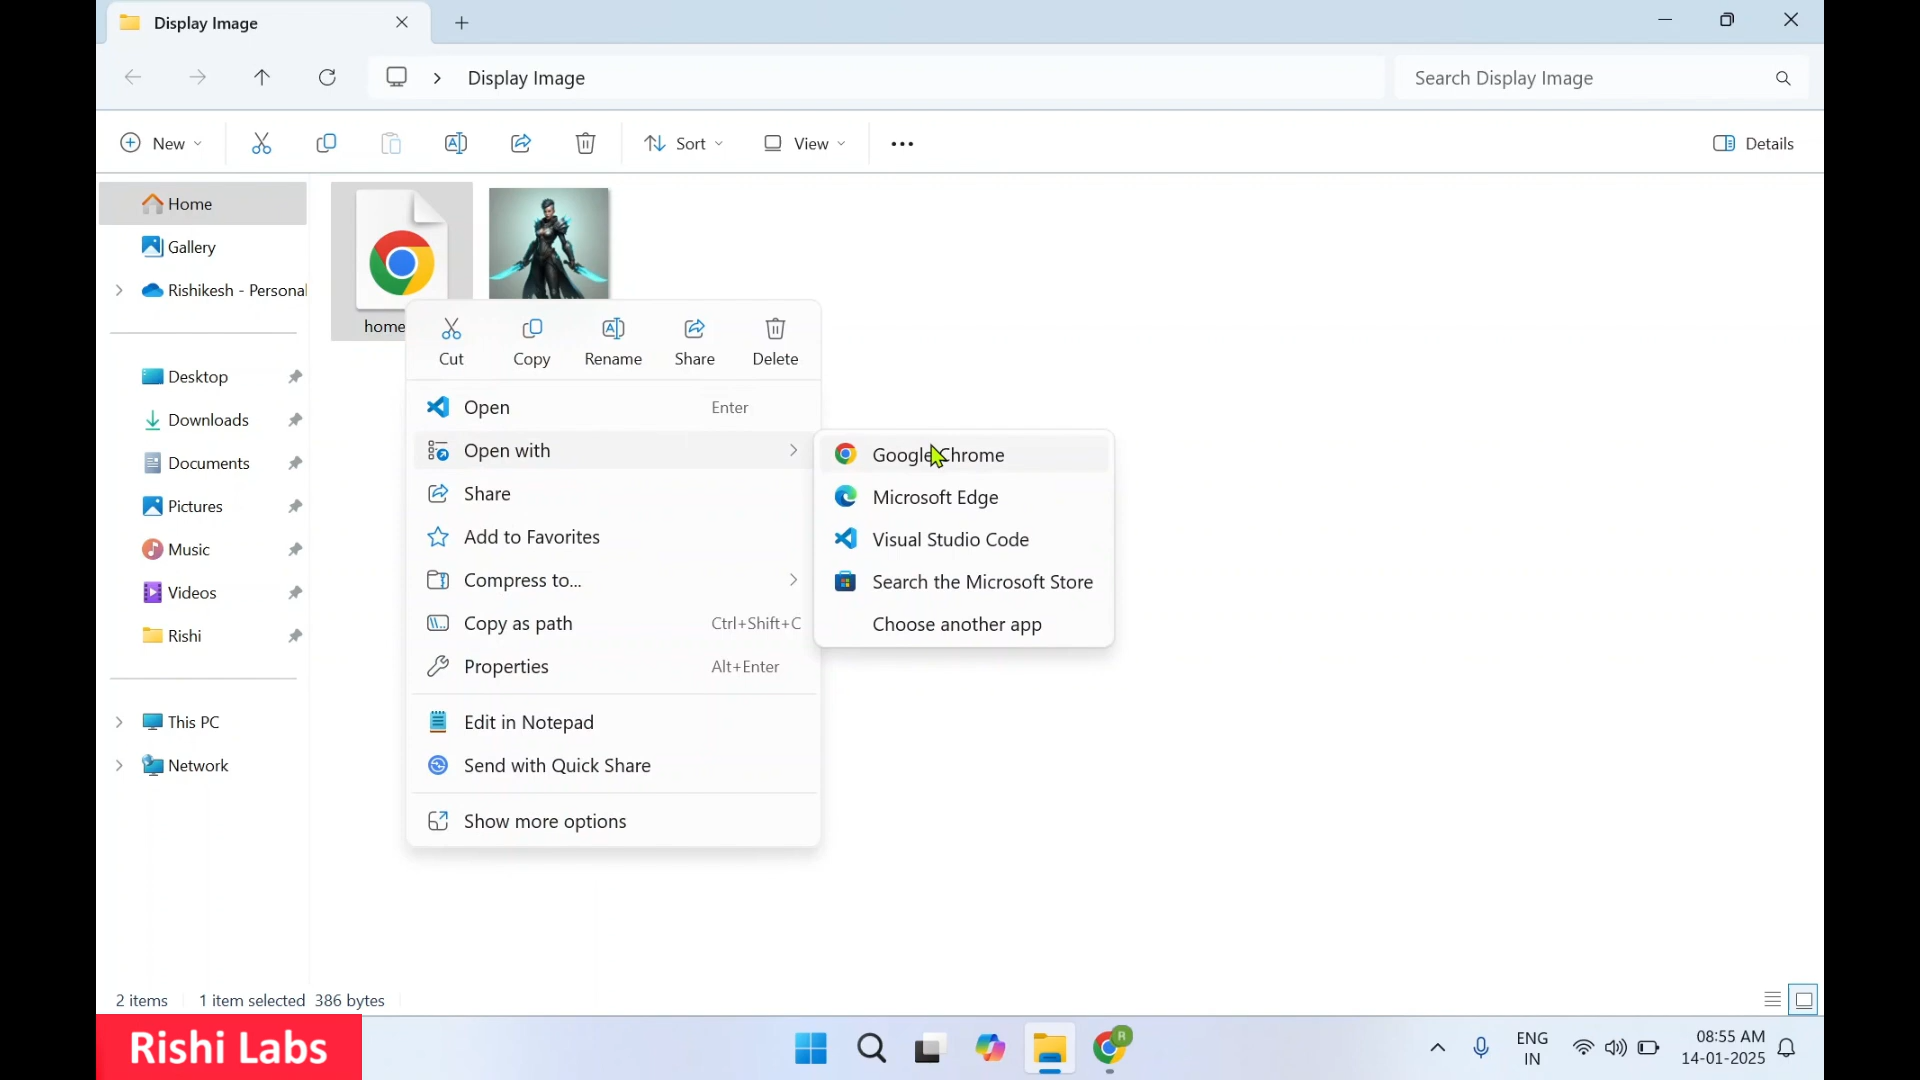 Display Image
Display Image
Search Display Image
New
Sort
View
Details
Home
Gallery
Rishikesh - Personal
Desktop
Downloads
Documents
Pictures
Music
Videos
Rishi
This PC
Network
home
Cut
Copy
Rename
Share
Delete
Open Enter
Open with
Share
Add to Favorites
Compress to...
Copy as path Ctrl+Shift+C
Properties Alt+Enter
Edit in Notepad
Send with Quick Share
Show more options
Google Chrome
Microsoft Edge
Visual Studio Code
Search the Microsoft Store
Choose another app
2 items
1 item selected 386 bytes
Rishi Labs
R
ENG
IN
08:55 AM
14-01-2025